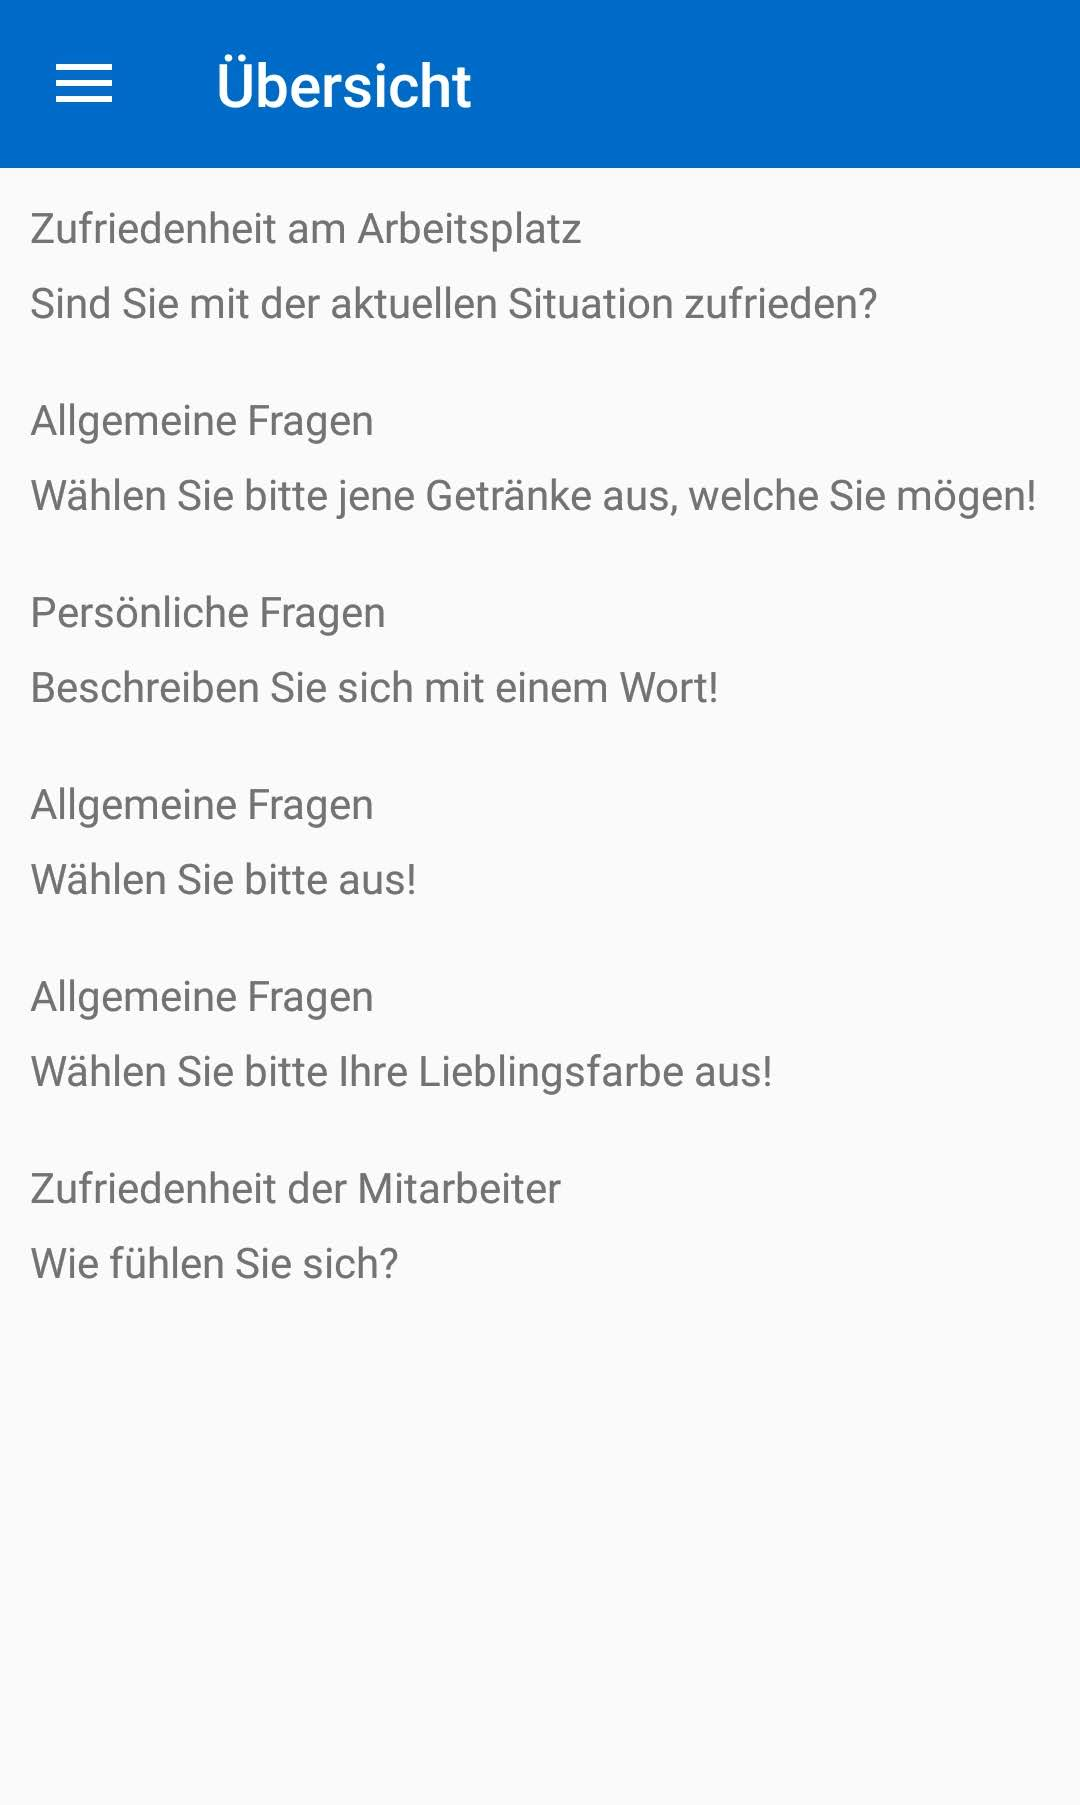 Übersicht
Zufriedenheit am Arbeitsplatz
Sind Sie mit der aktuellen Situation zufrieden?
Allgemeine Fragen
Wählen Sie bitte jene Getränke aus, welche Sie mögen!
Persönliche Fragen
Beschreiben Sie sich mit einem Wort!
Allgemeine Fragen
Wählen Sie bitte aus!
Allgemeine Fragen
Wählen Sie bitte Ihre Lieblingsfarbe aus!
Zufriedenheit der Mitarbeiter
Wie fühlen Sie sich?